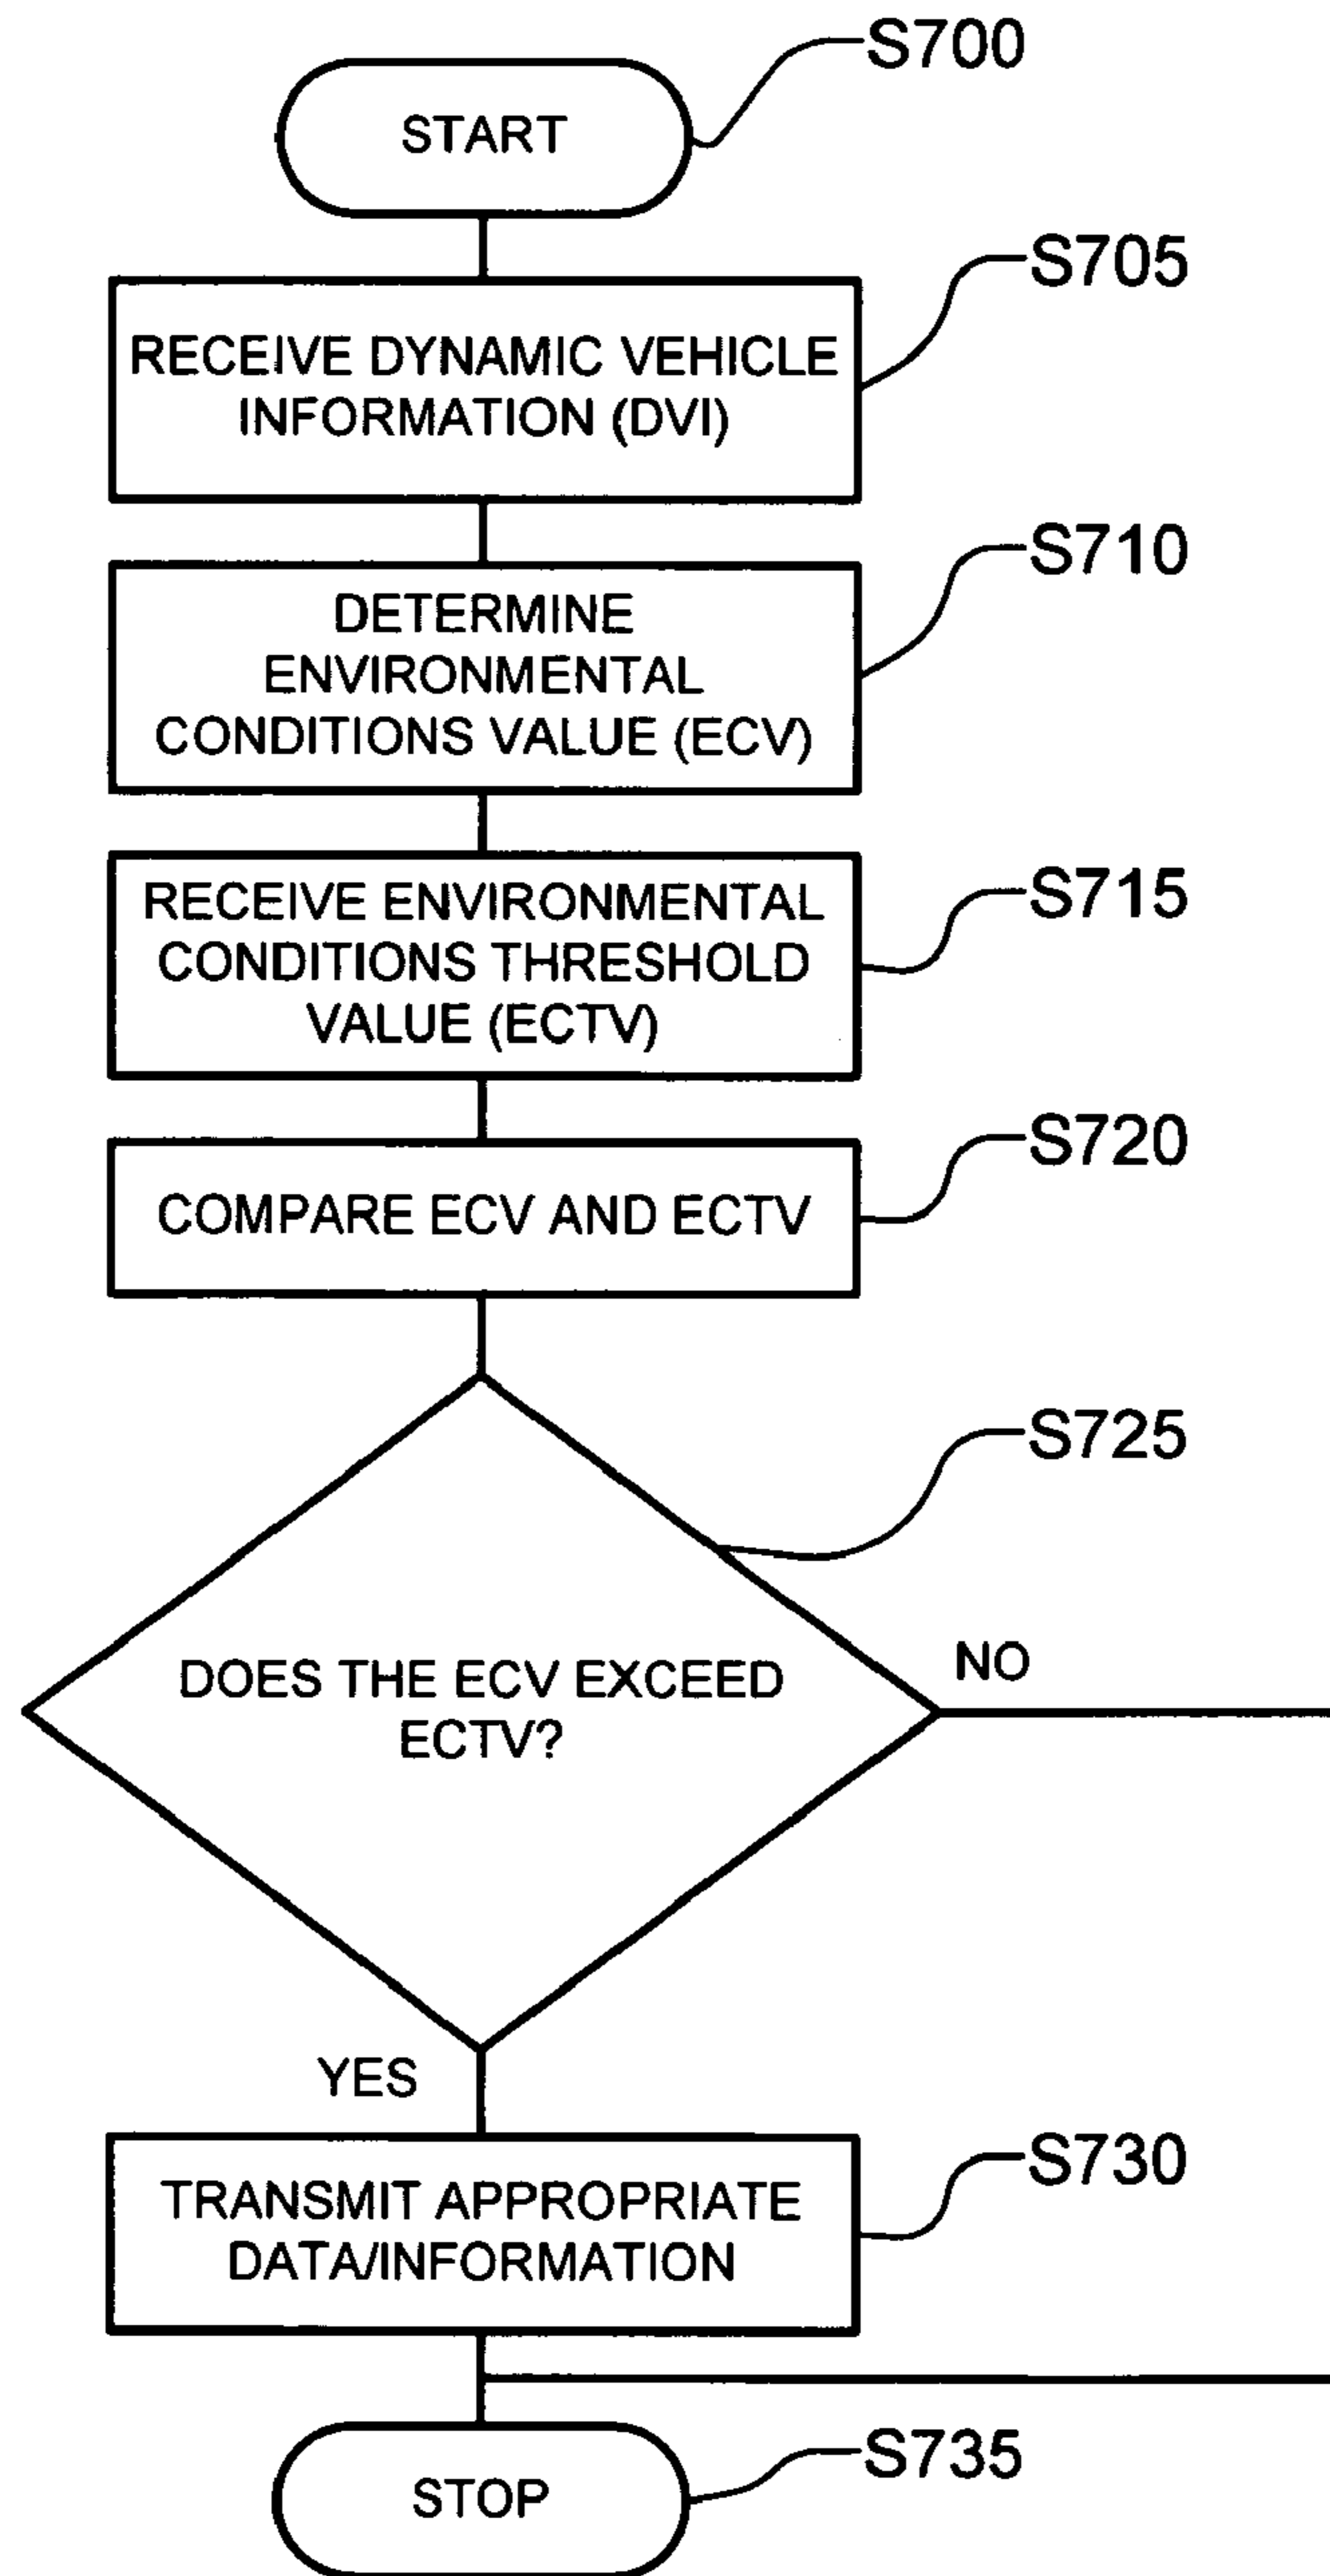 S700
START
S705
RECEIVE DYNAMIC VEHICLE
INFORMATION (DVI)
S710
DETERMINE
ENVIRONMENTAL
CONDITIONS VALUE (ECV)
S715
RECEIVE ENVIRONMENTAL
CONDITIONS THRESHOLD
VALUE (ECTV)
S720
COMPARE ECV AND ECTV
S725
DOES THE ECV EXCEED
ECTV?
NO
YES
S730
TRANSMIT APPROPRIATE
DATA/INFORMATION
S735
STOP